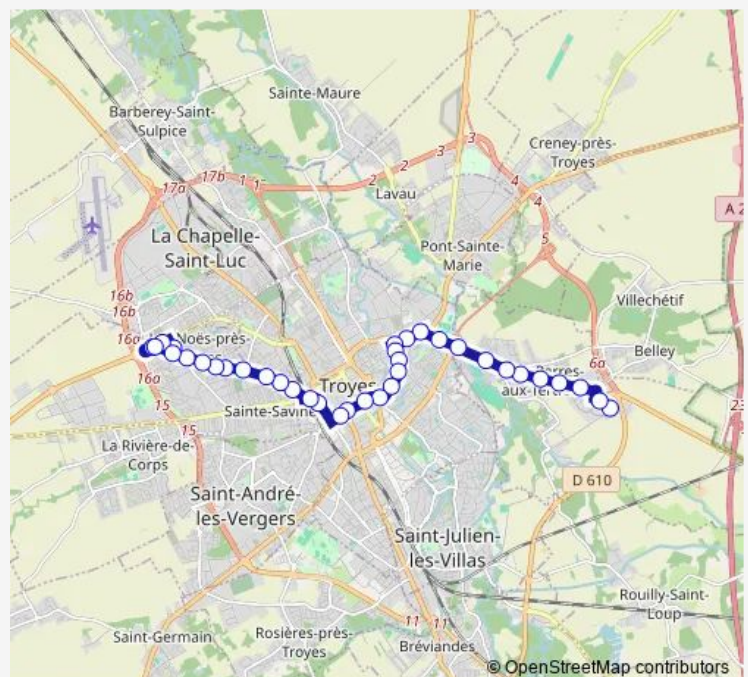 Sainte-Maure
Barberey-Saint-
Sulpice
3
3
Creney-près-
Troyes
17a
17b
1
1
2
2
4
4
Lavau
A 2
5
La Chapelle-
Saint-Luc
Pont-Sainte-
Marie
16b
16b
Villechétif
16a
Noës-près-
Belley
6a
16a
Troyes
aux-Tertr
15
Sainte-Savine
23
15
La Rivière-de-
Corps
D 610
Saint-André-
les-Vergers
Saint-Julien-
les-Villas
Rouilly-Saint-
Loup
11
11
Saint-Germain
Rosières-près-
Troyes
Bréviandes
© OpenStreetMap contributors